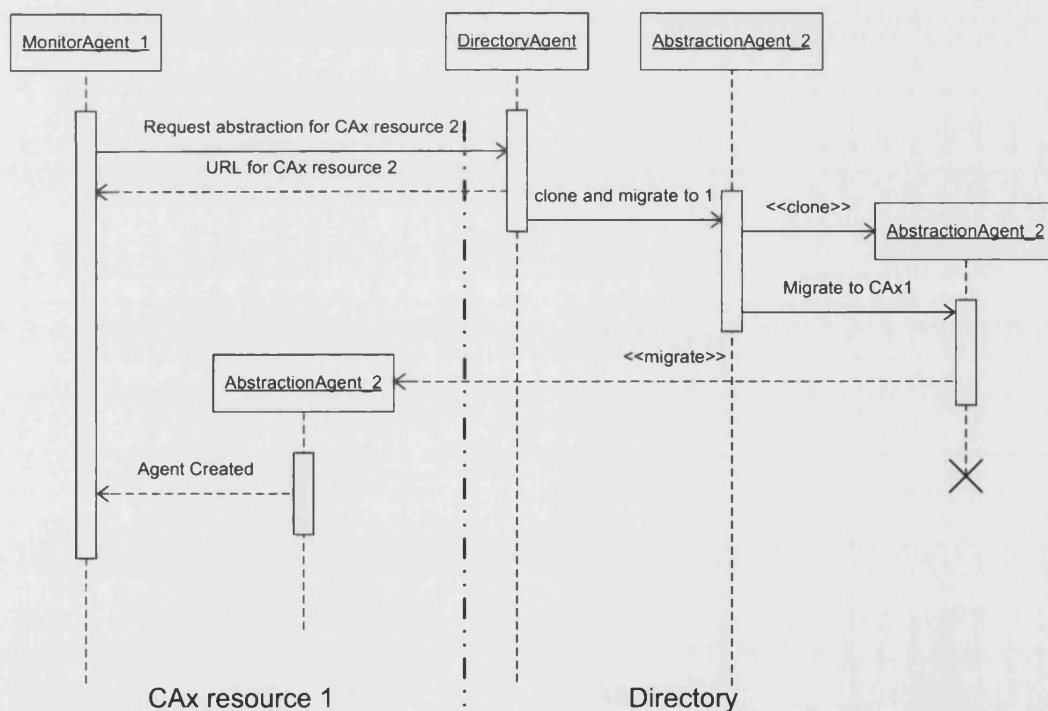 MonitorAgent_1
DirectoryAgent
AbstractionAgent_2
Request abstraction for CAx resource 2
URL for CAx resource 2
clone and migrate to 1
<<clone>>
AbstractionAgent_2
Migrate to CAx1
<<migrate>>
AbstractionAgent_2
Agent Created
CAx resource 1
Directory